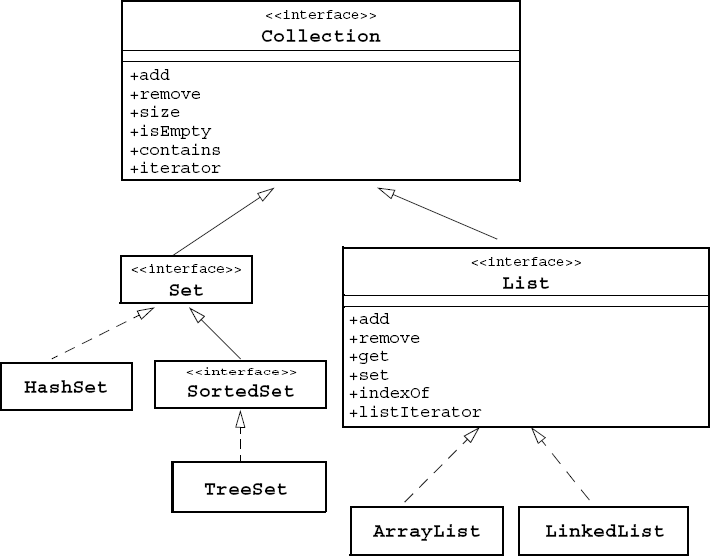 <<interface>>
Collection
+add
+remove
+size
+isEmpty
+contains
+iterator
<<interface>>
Set
<<interface>>
List
+add
+remove
+get
+set
+indexOf
+listIterator
HashSet
<<interface>>
SortedSet
TreeSet
ArrayList
LinkedList